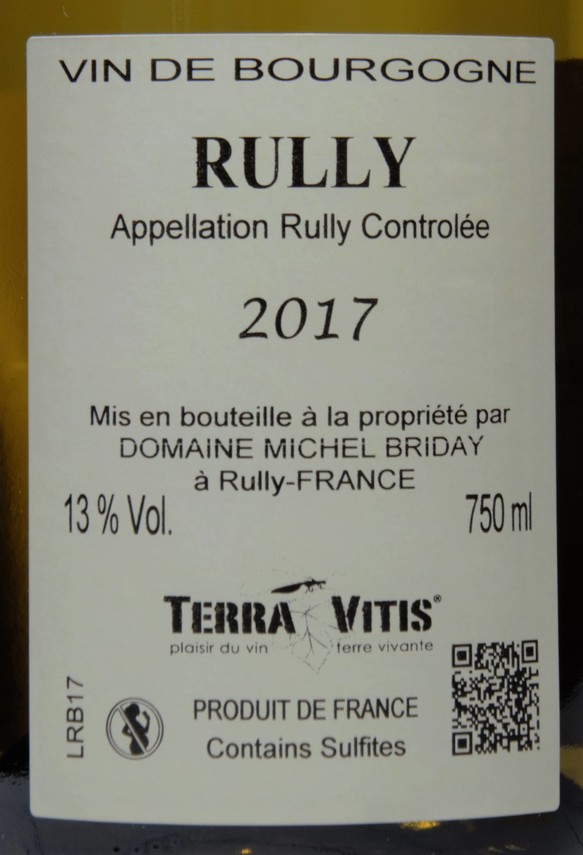 VIN DE BOURGOGNE
RULLY
Appellation Rully Controlée
2017
Mis en bouteille à la propriété par
DOMAiNE MiCHEL BRiDAY
à Rully-FRANCE
13 % Vol.
750 ml
TERRA VITIS®
plaisir du vin terre vivante
LRB17
PRODUIT DE FRANCE
Contains Sulfites